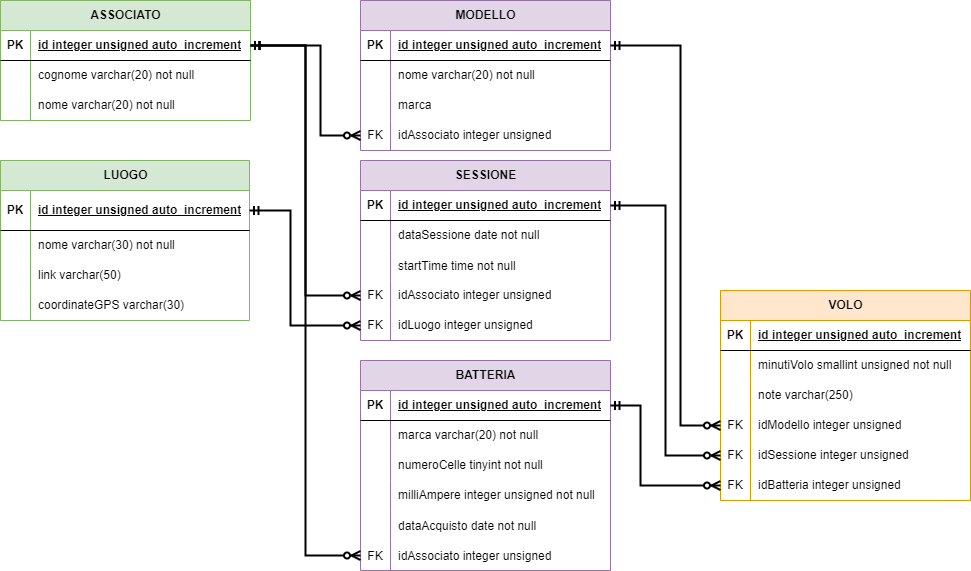 ASSOCIATO
PK id integer unsigned auto_increment
cognome varchar(20) not null
nome varchar(20) not null
LUOGO
PK id integer unsigned auto_increment
nome varchar(30) not null
link varchar(50)
coordinateGPS varchar(30)
MODELLO
PK id integer unsigned auto_increment
nome varchar(20) not null
marca
FK idAssociato integer unsigned
SESSIONE
PK id integer unsigned auto_increment
dataSessione date not null
startTime time not null
FK idAssociato integer unsigned
FK idLuogo integer unsigned
BATTERIA
PK id integer unsigned auto_increment
marca varchar(20) not null
numeroCelle tinyint not null
milliAmpere integer unsigned not null
dataAcquisto date not null
FK idAssociato integer unsigned
VOLO
PK id integer unsigned auto_increment
minutiVolo smallint unsigned not null
note varchar(250)
FK idModello integer unsigned
FK idSessione integer unsigned
FK idBatteria integer unsigned